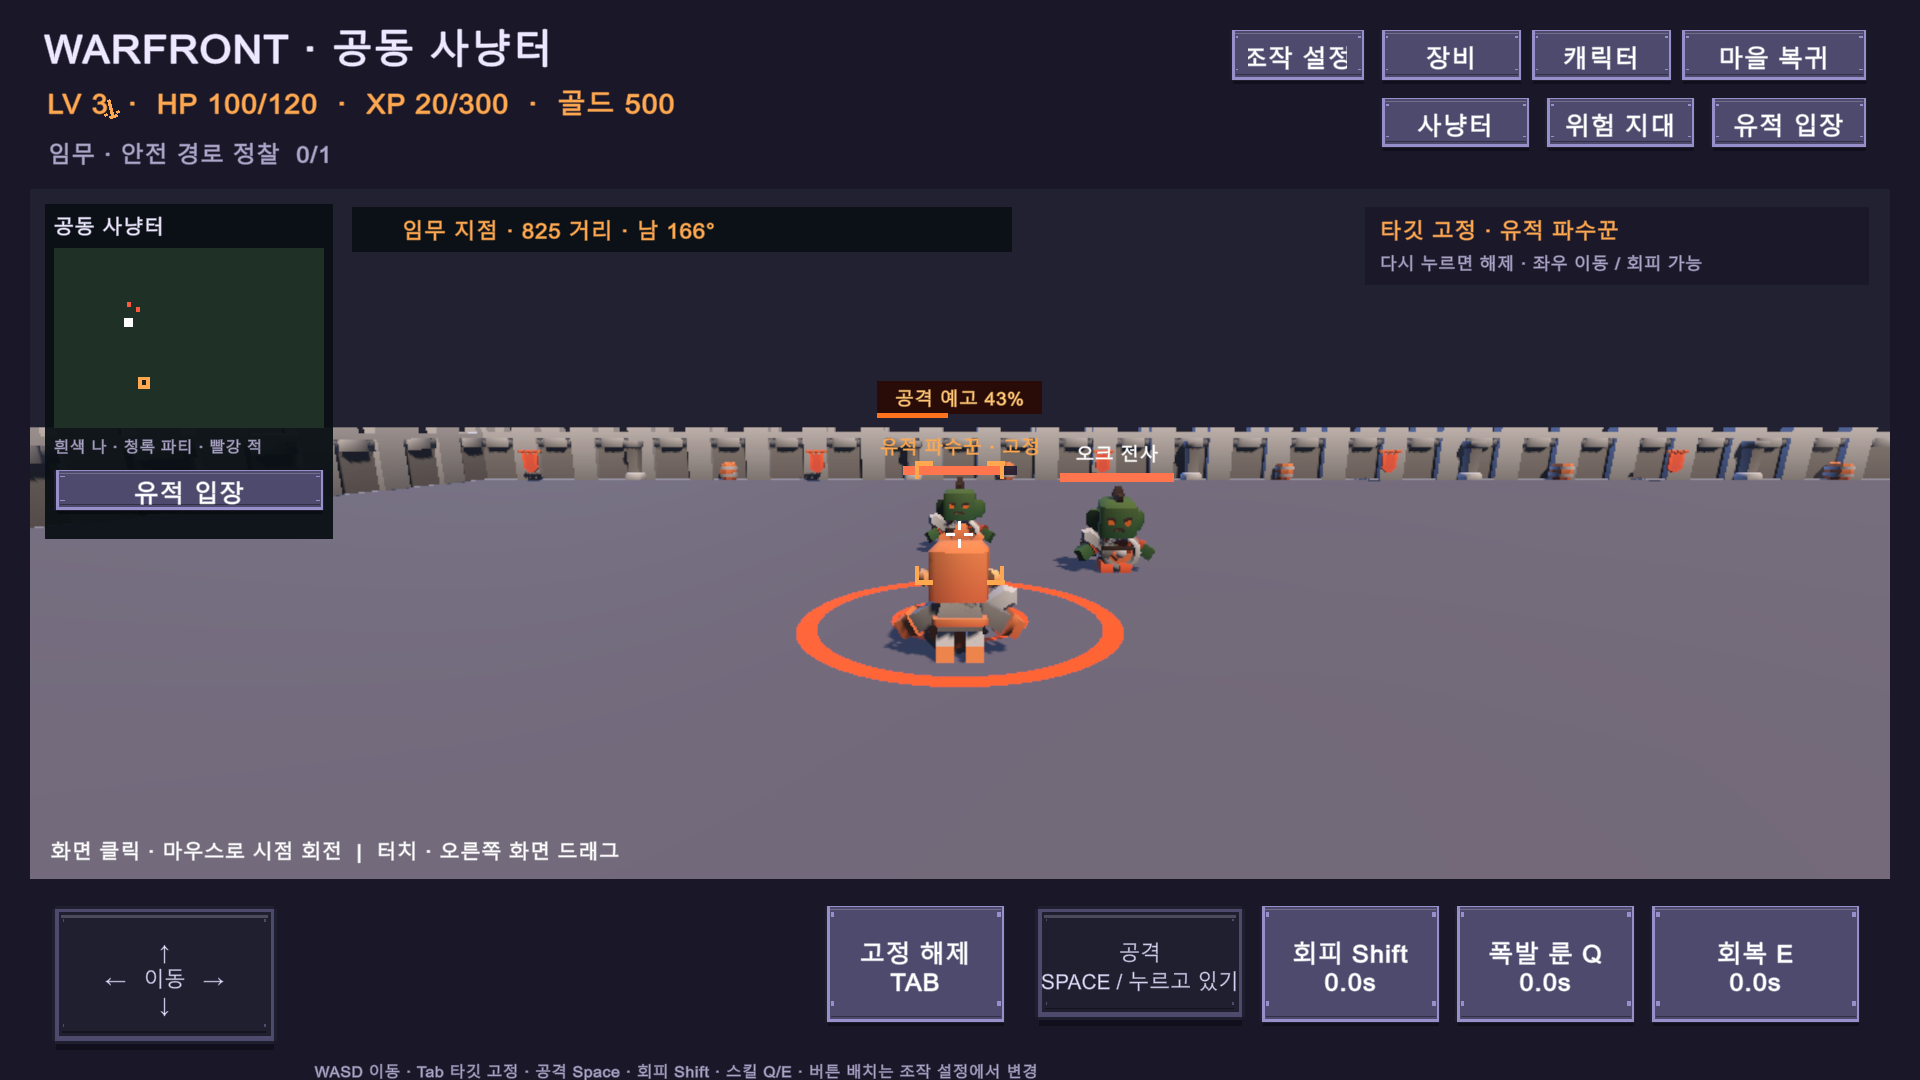 WARFRONT · 공동 사냥터
LV 3 · HP 100/120 · XP 20/300 · 골드 500
임무 · 안전 경로 정찰 0/1
조작 설정
장비
캐릭터
마을 복귀
사냥터
위험 지대
유적 입장
공동 사냥터
임무 지점 · 825 거리 · 남 166°
타깃 고정 · 유적 파수꾼
다시 누르면 해제 · 좌우 이동 / 회피 가능
공격 예고 43%
유적 파수꾼 · 고정
오크 전사
흰색 나 · 청록 파티 · 빨강 적
유적 입장
화면 클릭 · 마우스로 시점 회전 | 터치 · 오른쪽 화면 드래그
↑
← 이동 →
↓
고정 해제
TAB
공격
SPACE / 누르고 있기
회피 Shift
0.0s
폭발 룬 Q
0.0s
회복 E
0.0s
WASD 이동 · Tab 타깃 고정 · 공격 Space · 회피 Shift · 스킬 Q/E · 버튼 배치는 조작 설정에서 변경